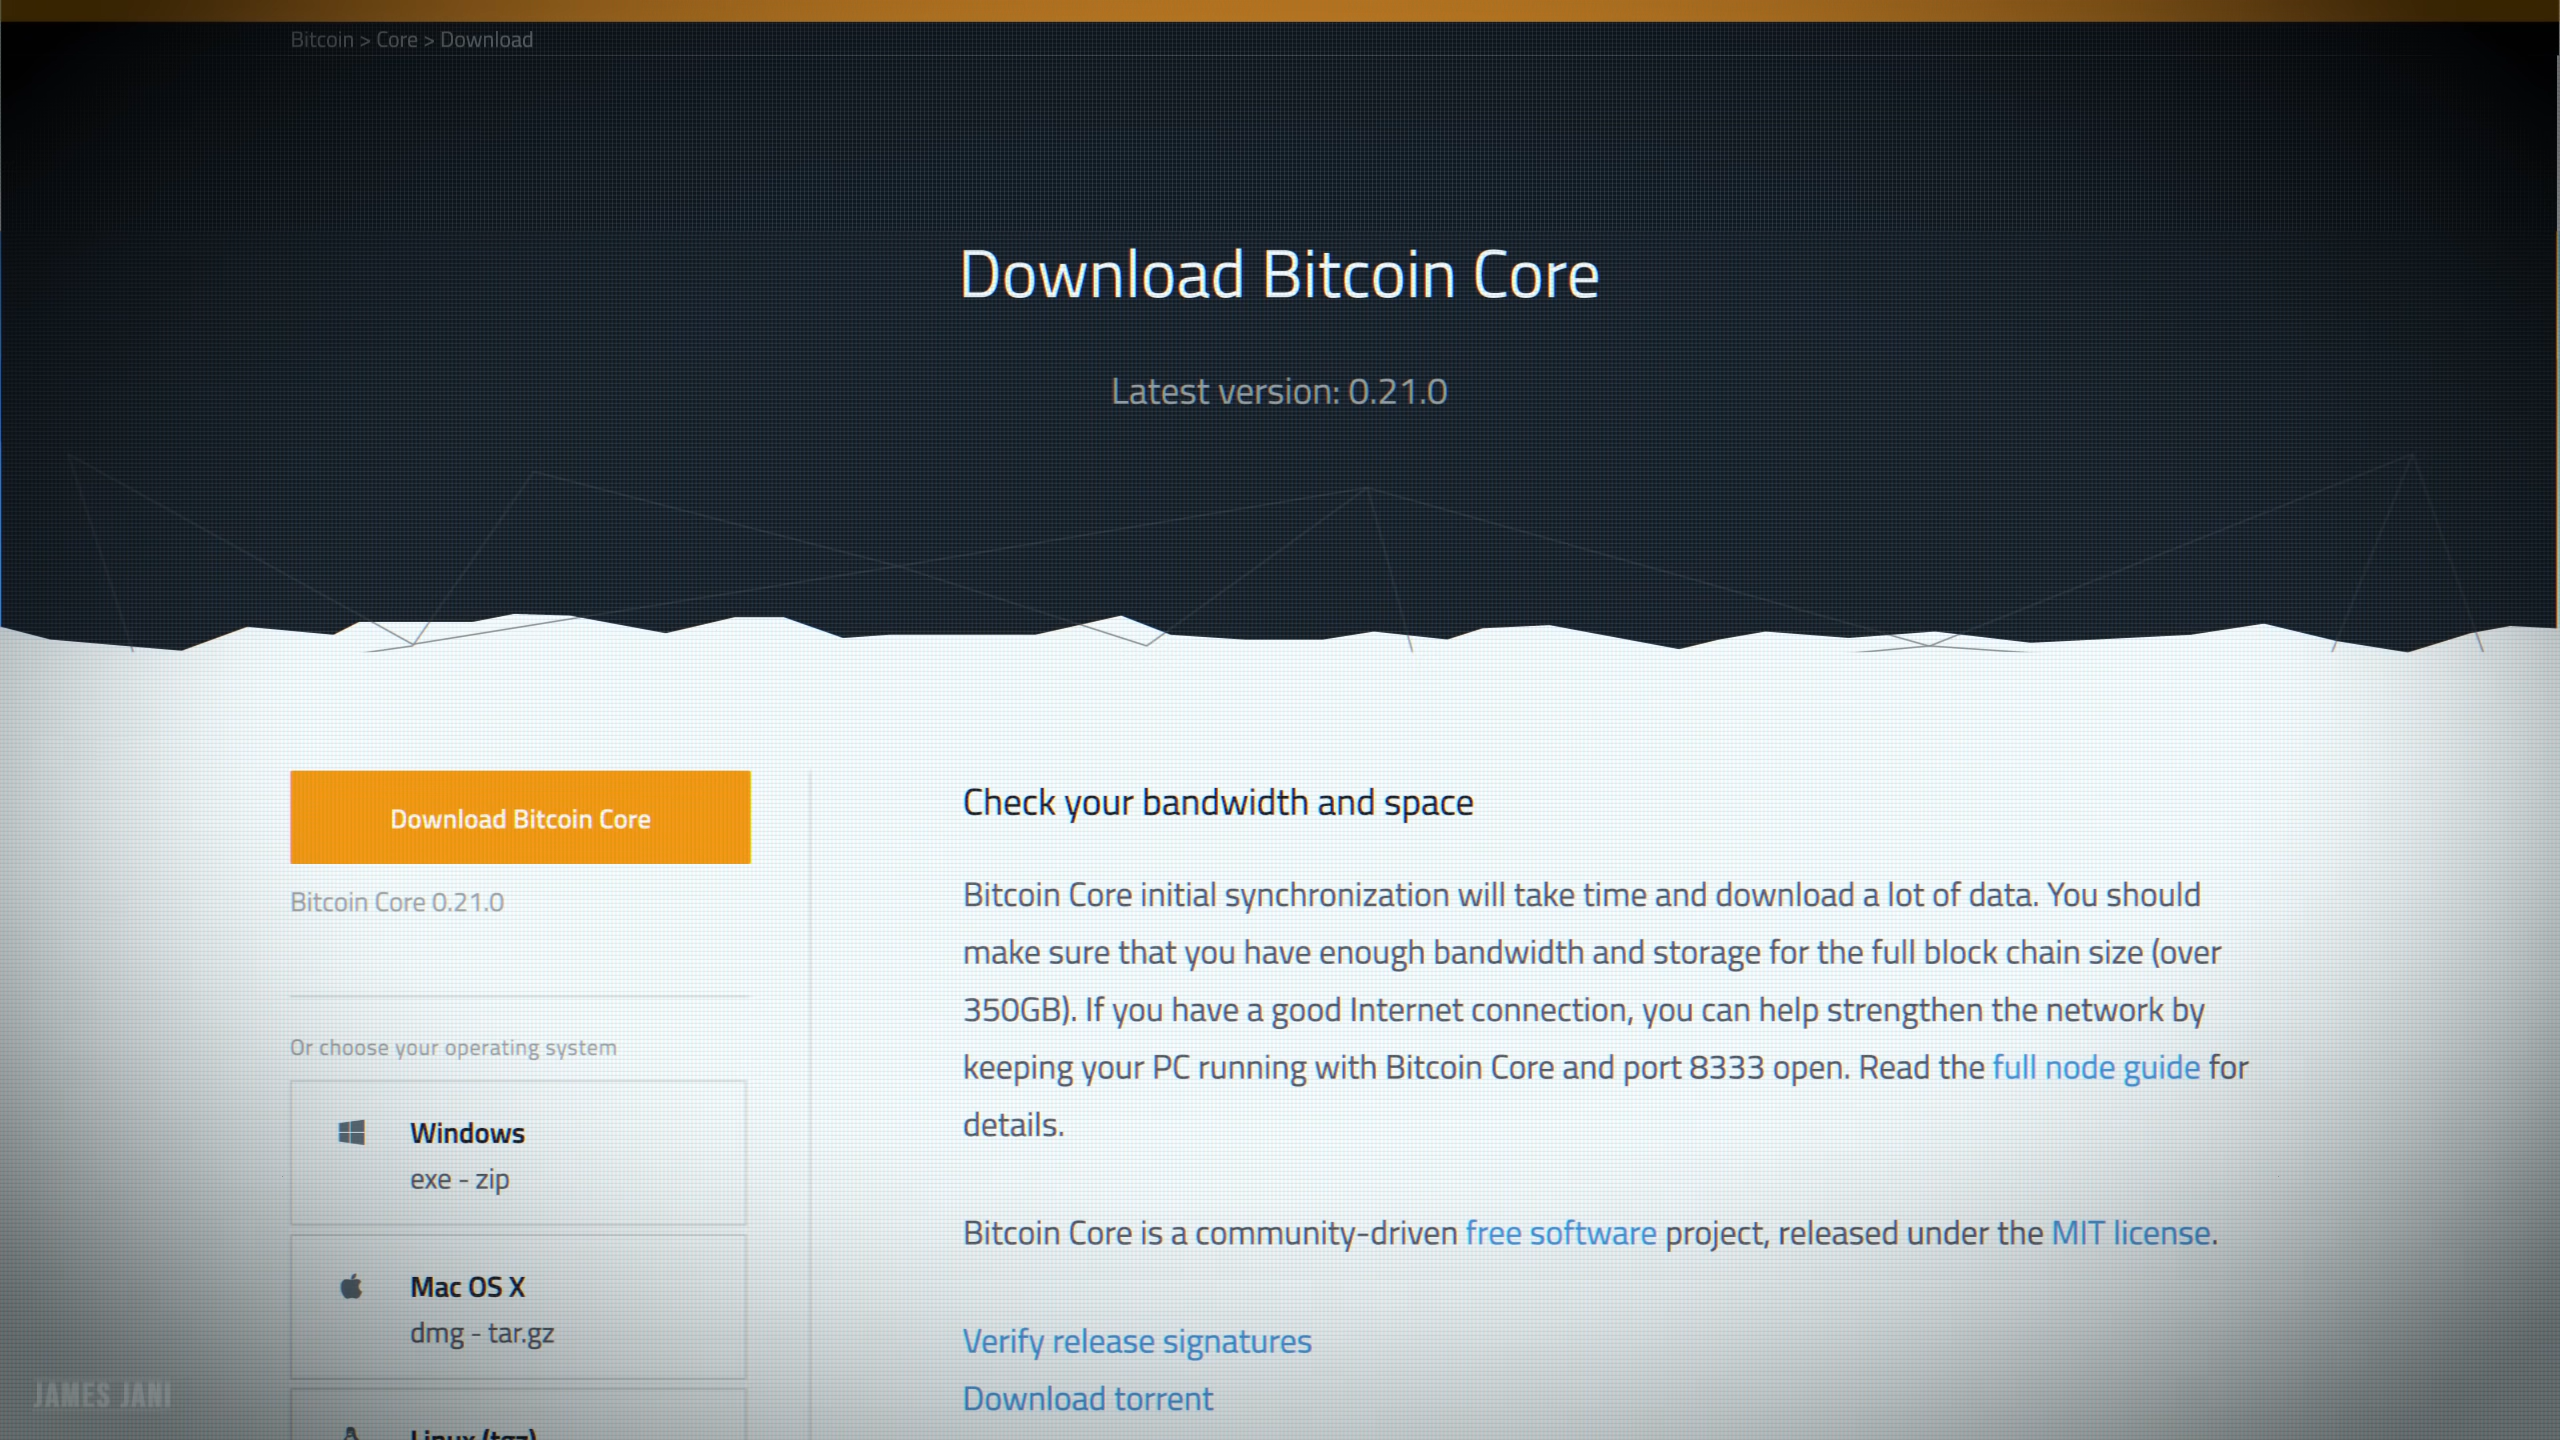 Bitcoin > Core > Download
Download Bitcoin Core
Latest version: 0.21.0
Download Bitcoin Core
Bitcoin Core 0.21.0
Or choose your operating system
Windows
exe - zip
Mac OS X
dmg - tar.gz
Linux (tgz)
Check your bandwidth and space
Bitcoin Core initial synchronization will take time and download a lot of data. You should
make sure that you have enough bandwidth and storage for the full block chain size (over
350GB). If you have a good Internet connection, you can help strengthen the network by
keeping your PC running with Bitcoin Core and port 8333 open. Read the full node guide for
details.
Bitcoin Core is a community-driven free software project, released under the MIT license.
Verify release signatures
Download torrent
JAMES JANI